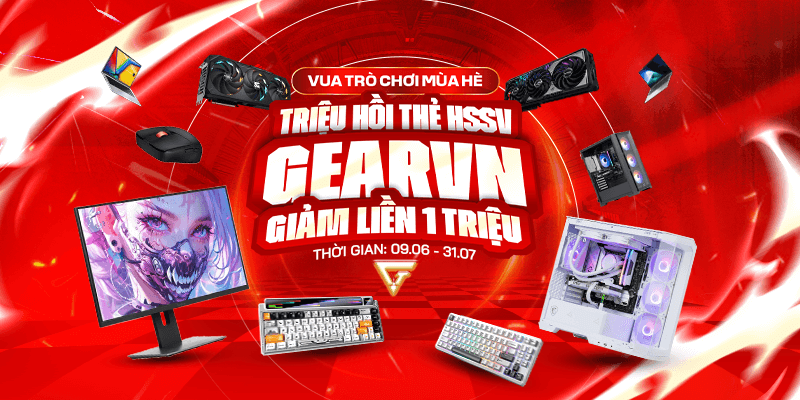 VUA TRÒ CHƠI MÙA HÈ
TRIỆU HỒI THẺ HSSV
GEARVN
GIẢM LIỀN 1 TRIỆU
THỜI GIAN: 09.06 - 31.07